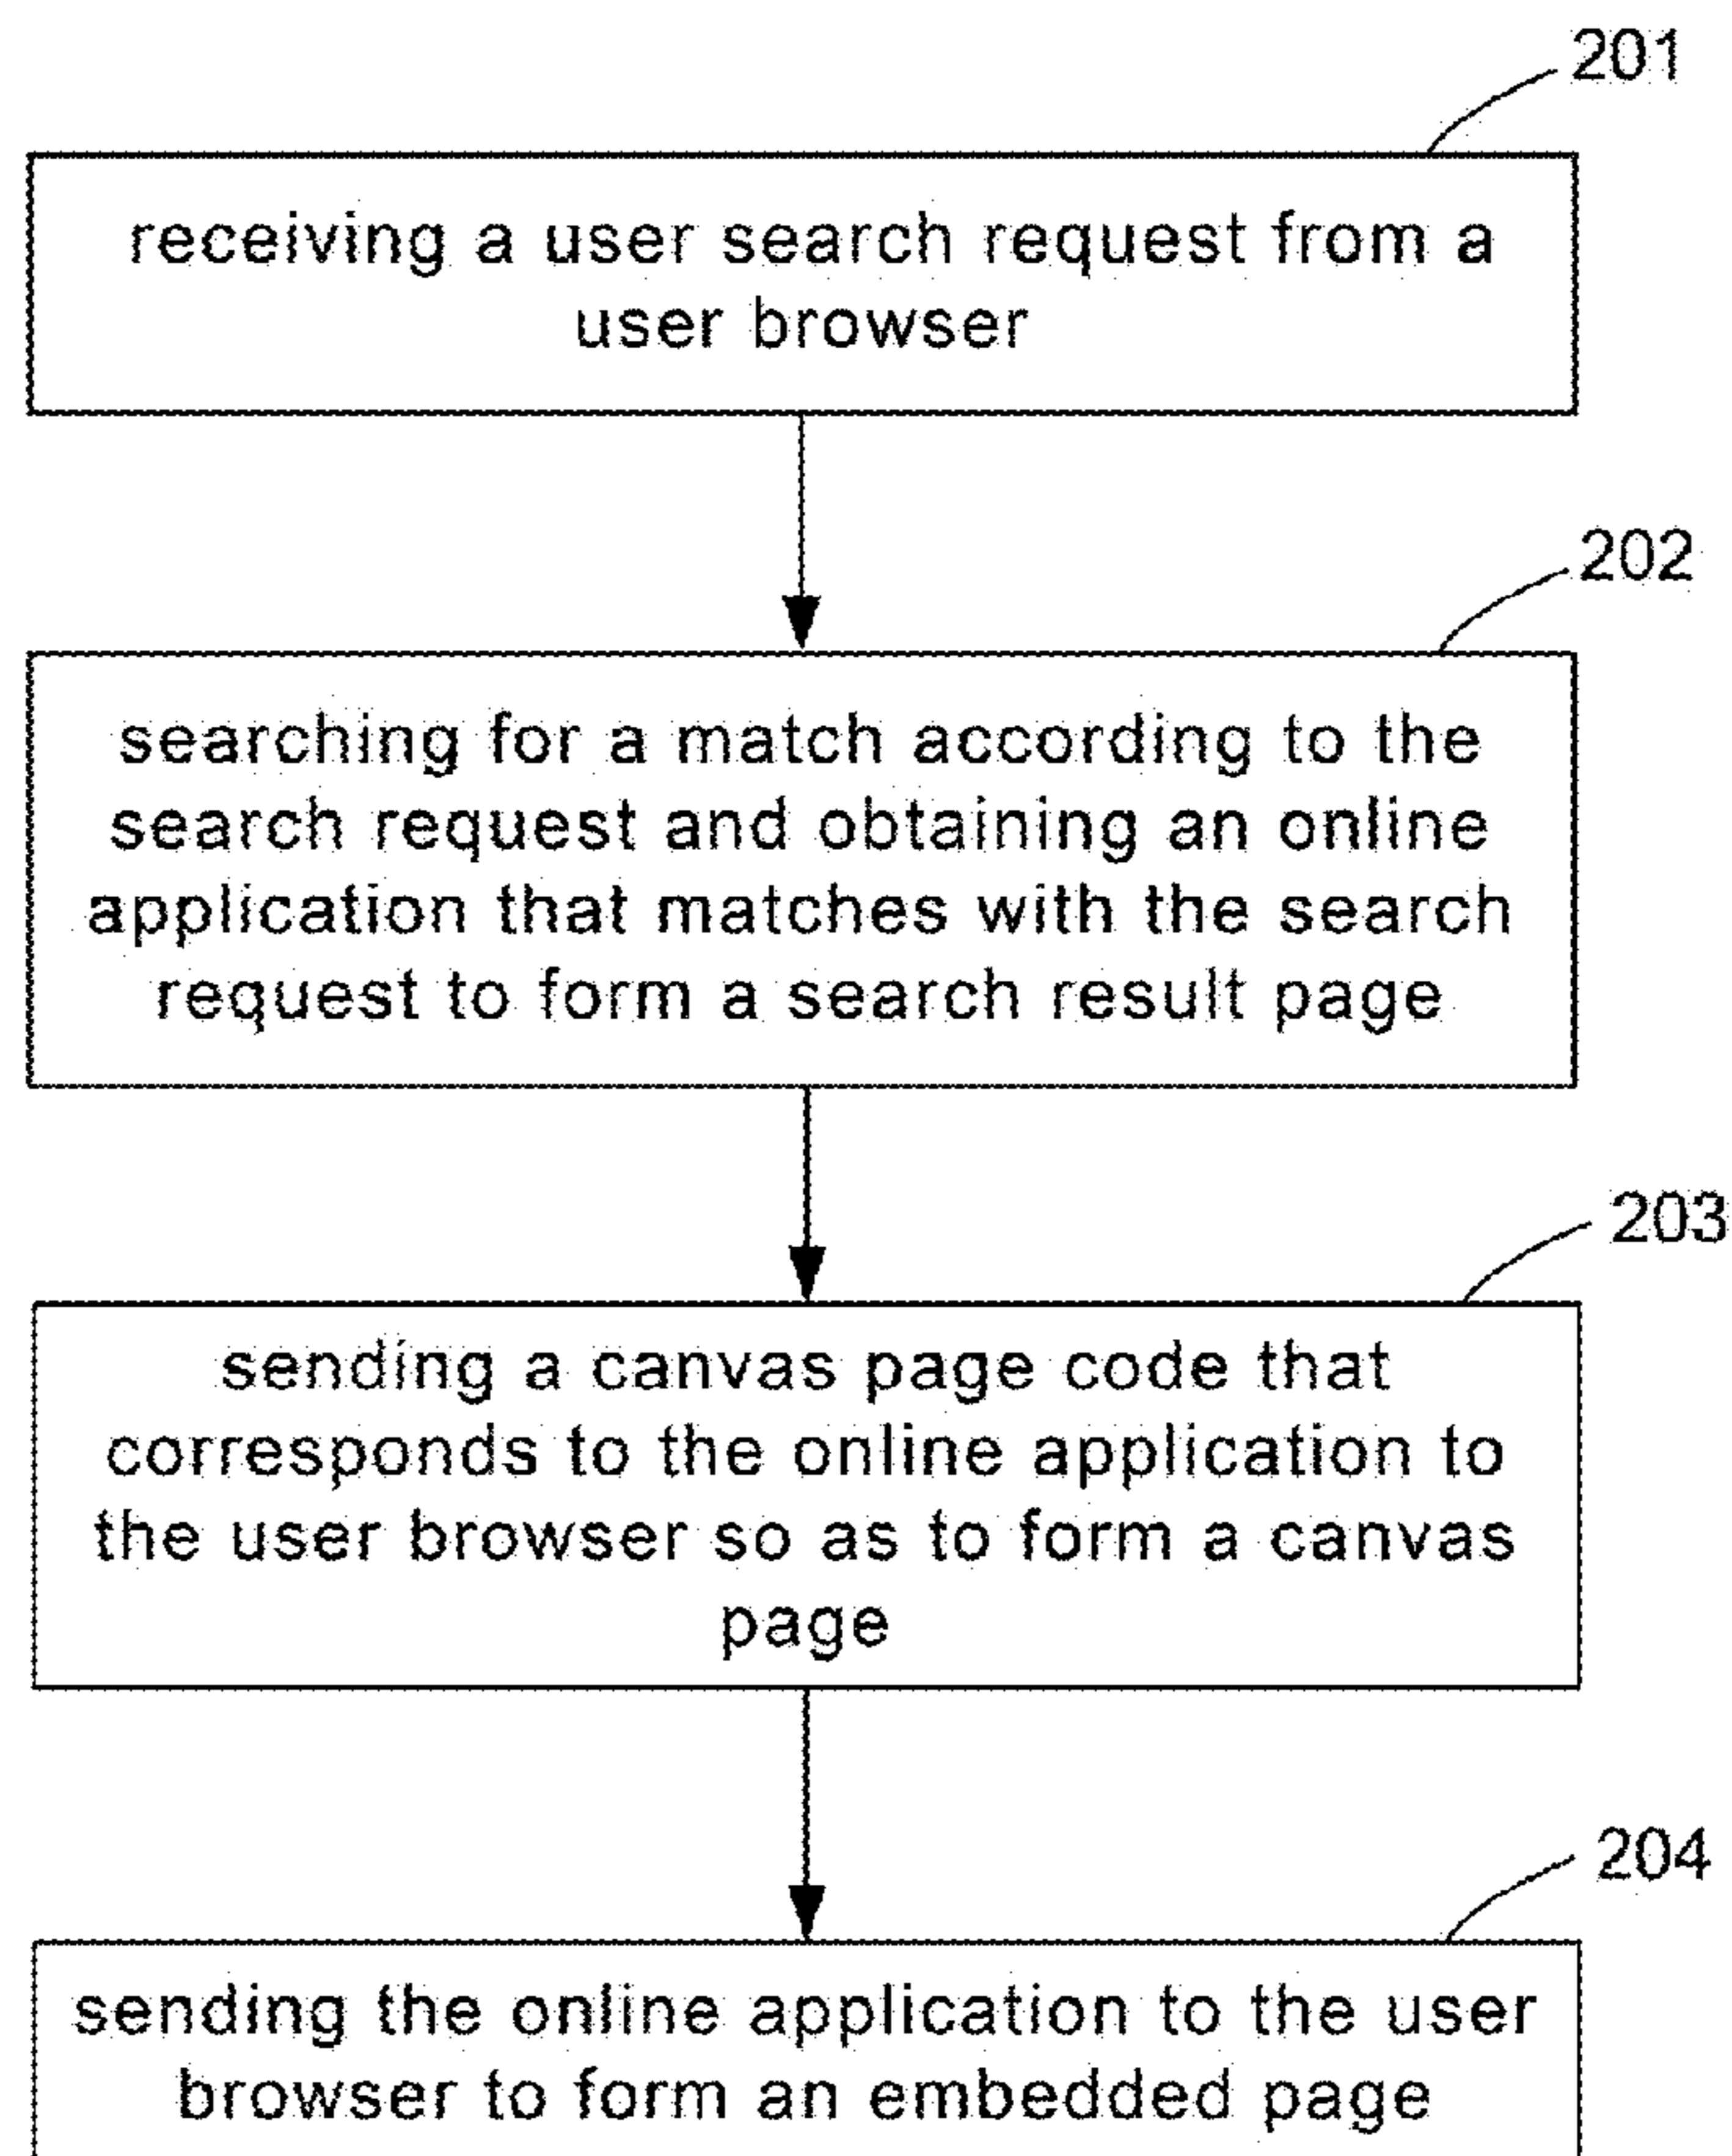 201
receiving a user search request from a
user browser
202
searching for a match according to the
search request and obtaining an online
application that matches with the search
request to form a search result page
203
sending a canvas page code that
corresponds to the online application to
the user browser so as to form a canvas
page
204
sending the online application to the user
browser to form an embedded page